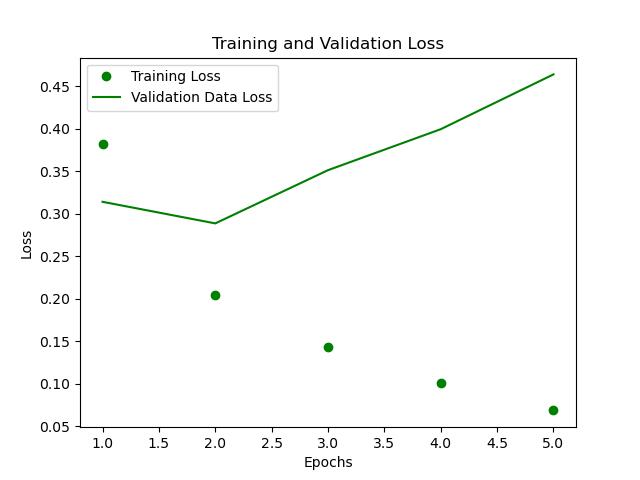 Training and Validation Loss
Training Loss
Validation Data Loss
0.45
0.40
0.35
0.30
0.25
0.20
0.15
0.10
0.05
Loss
1.0 1.5 2.0 2.5 3.0 3.5 4.0 4.5 5.0
Epochs